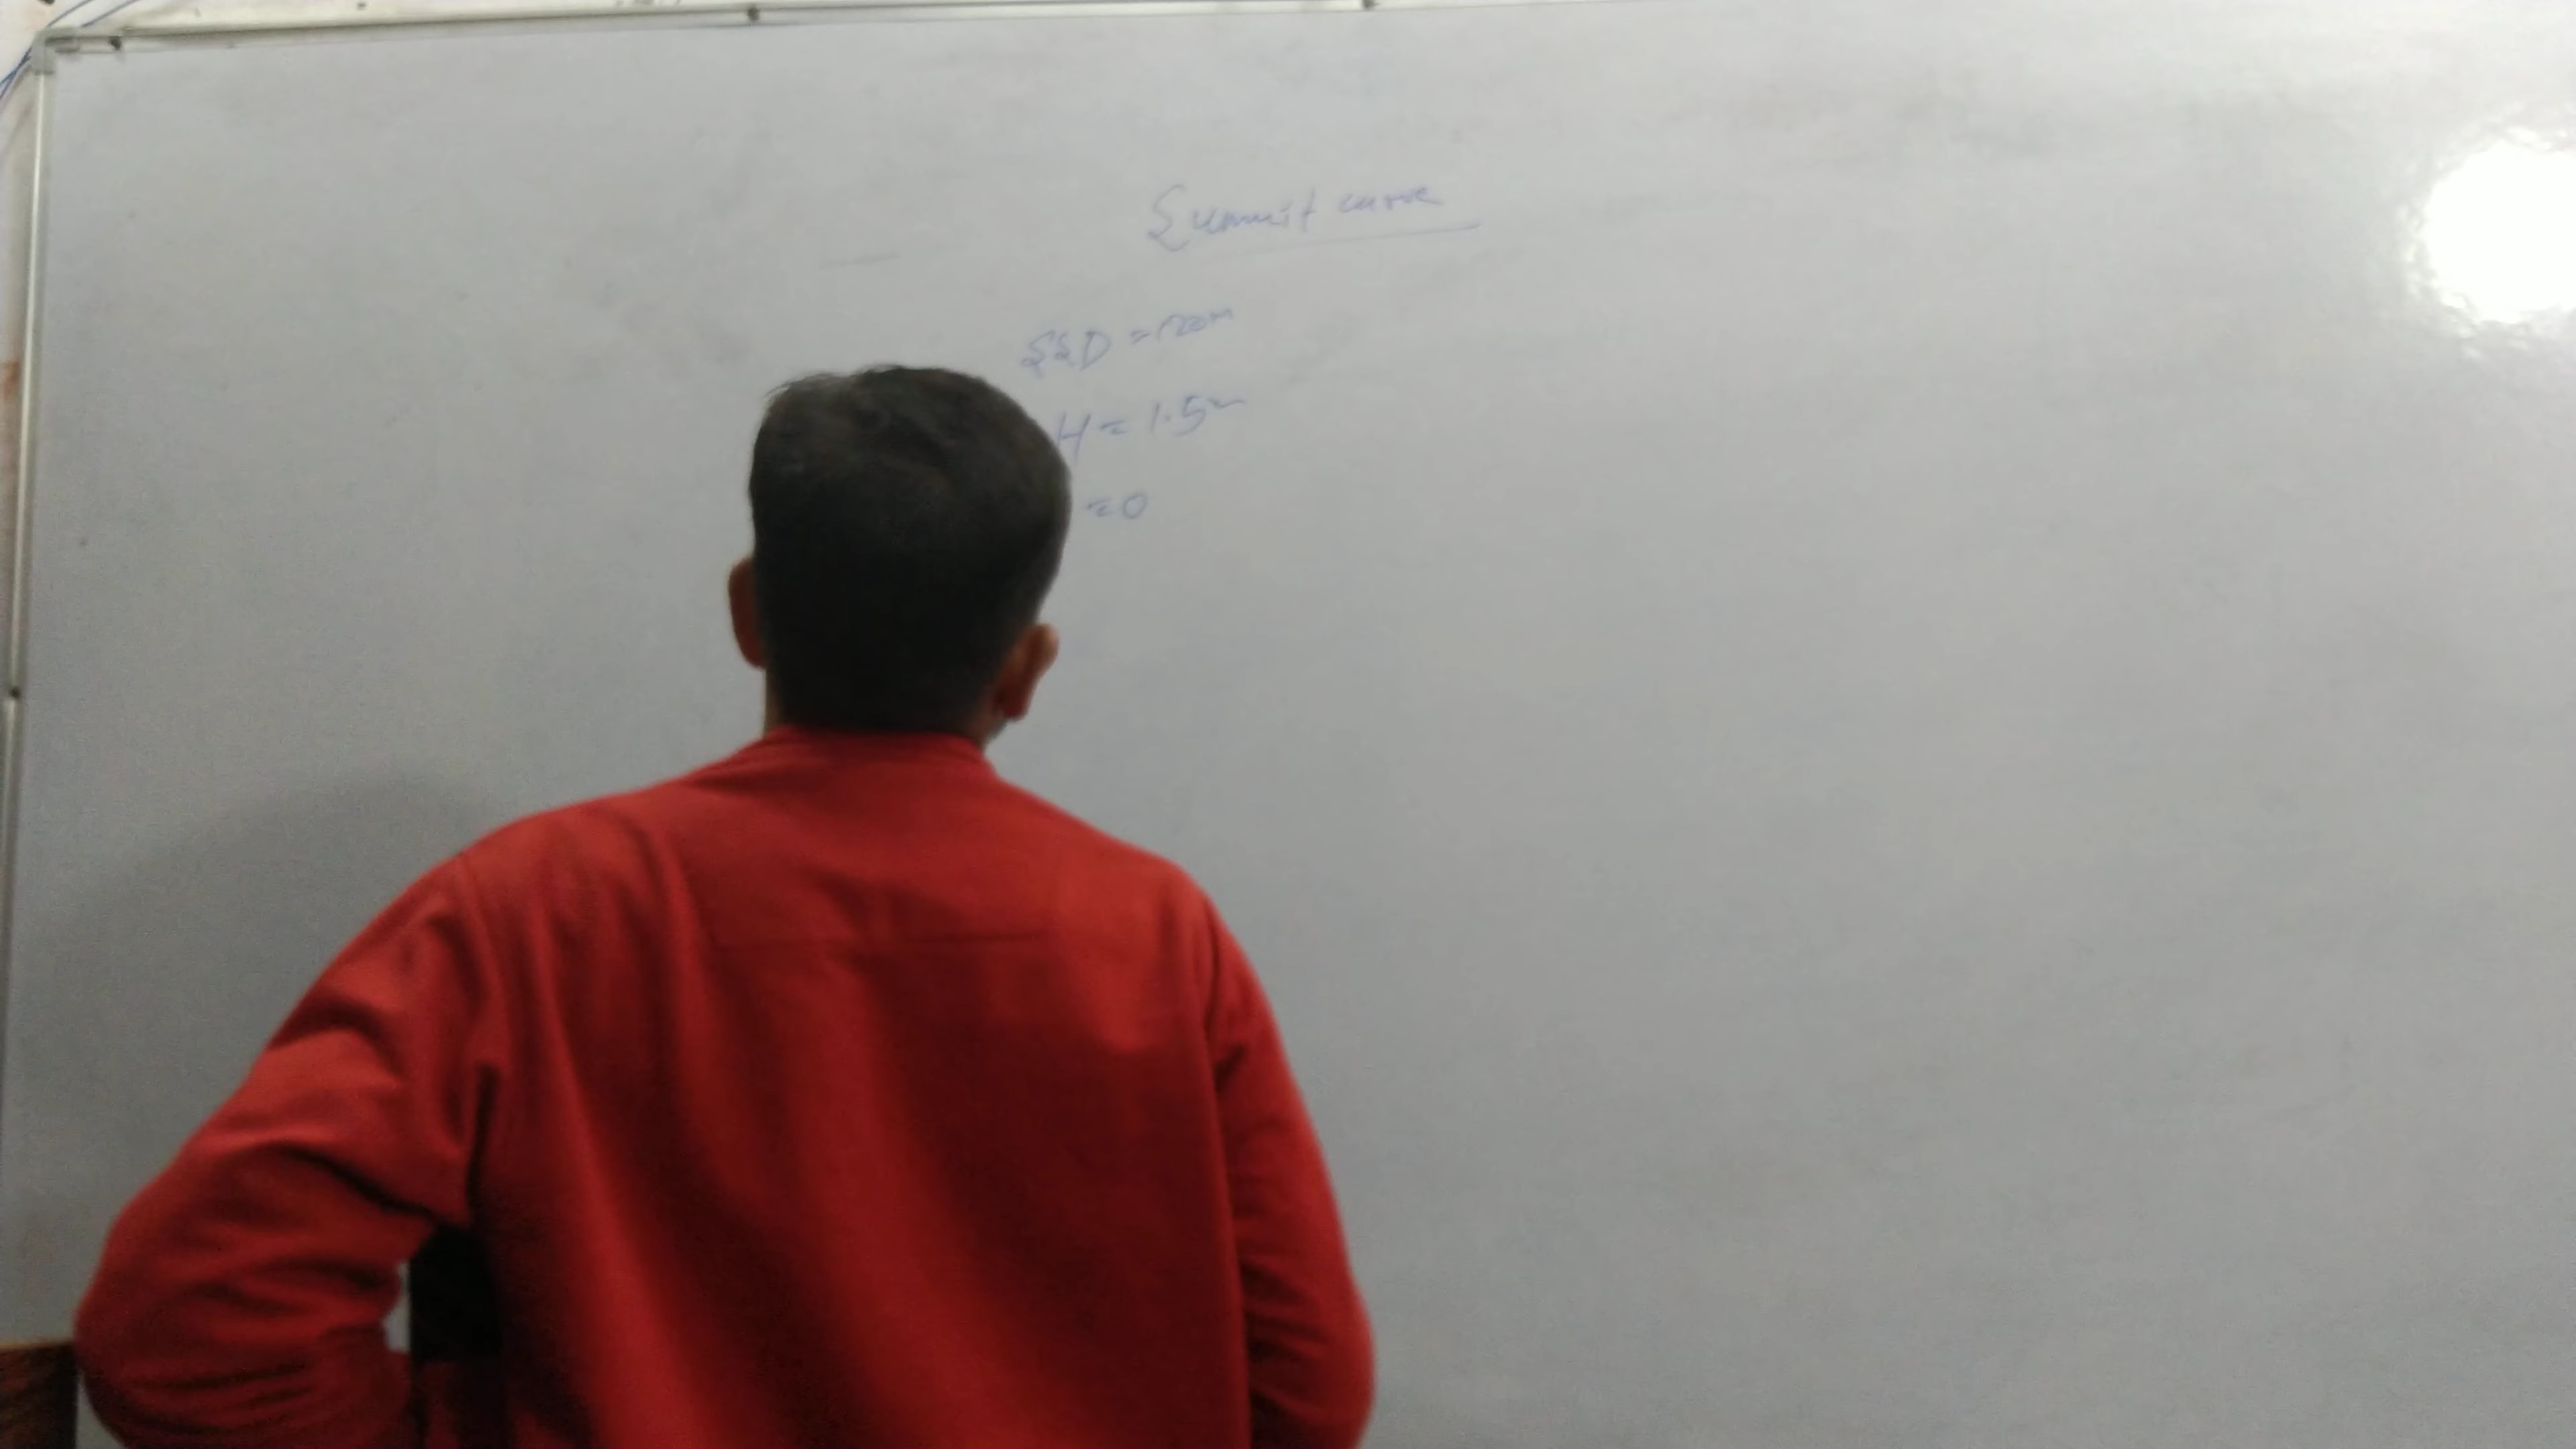 Summit curve
SSD = 120m
H = 1.5m
= 0